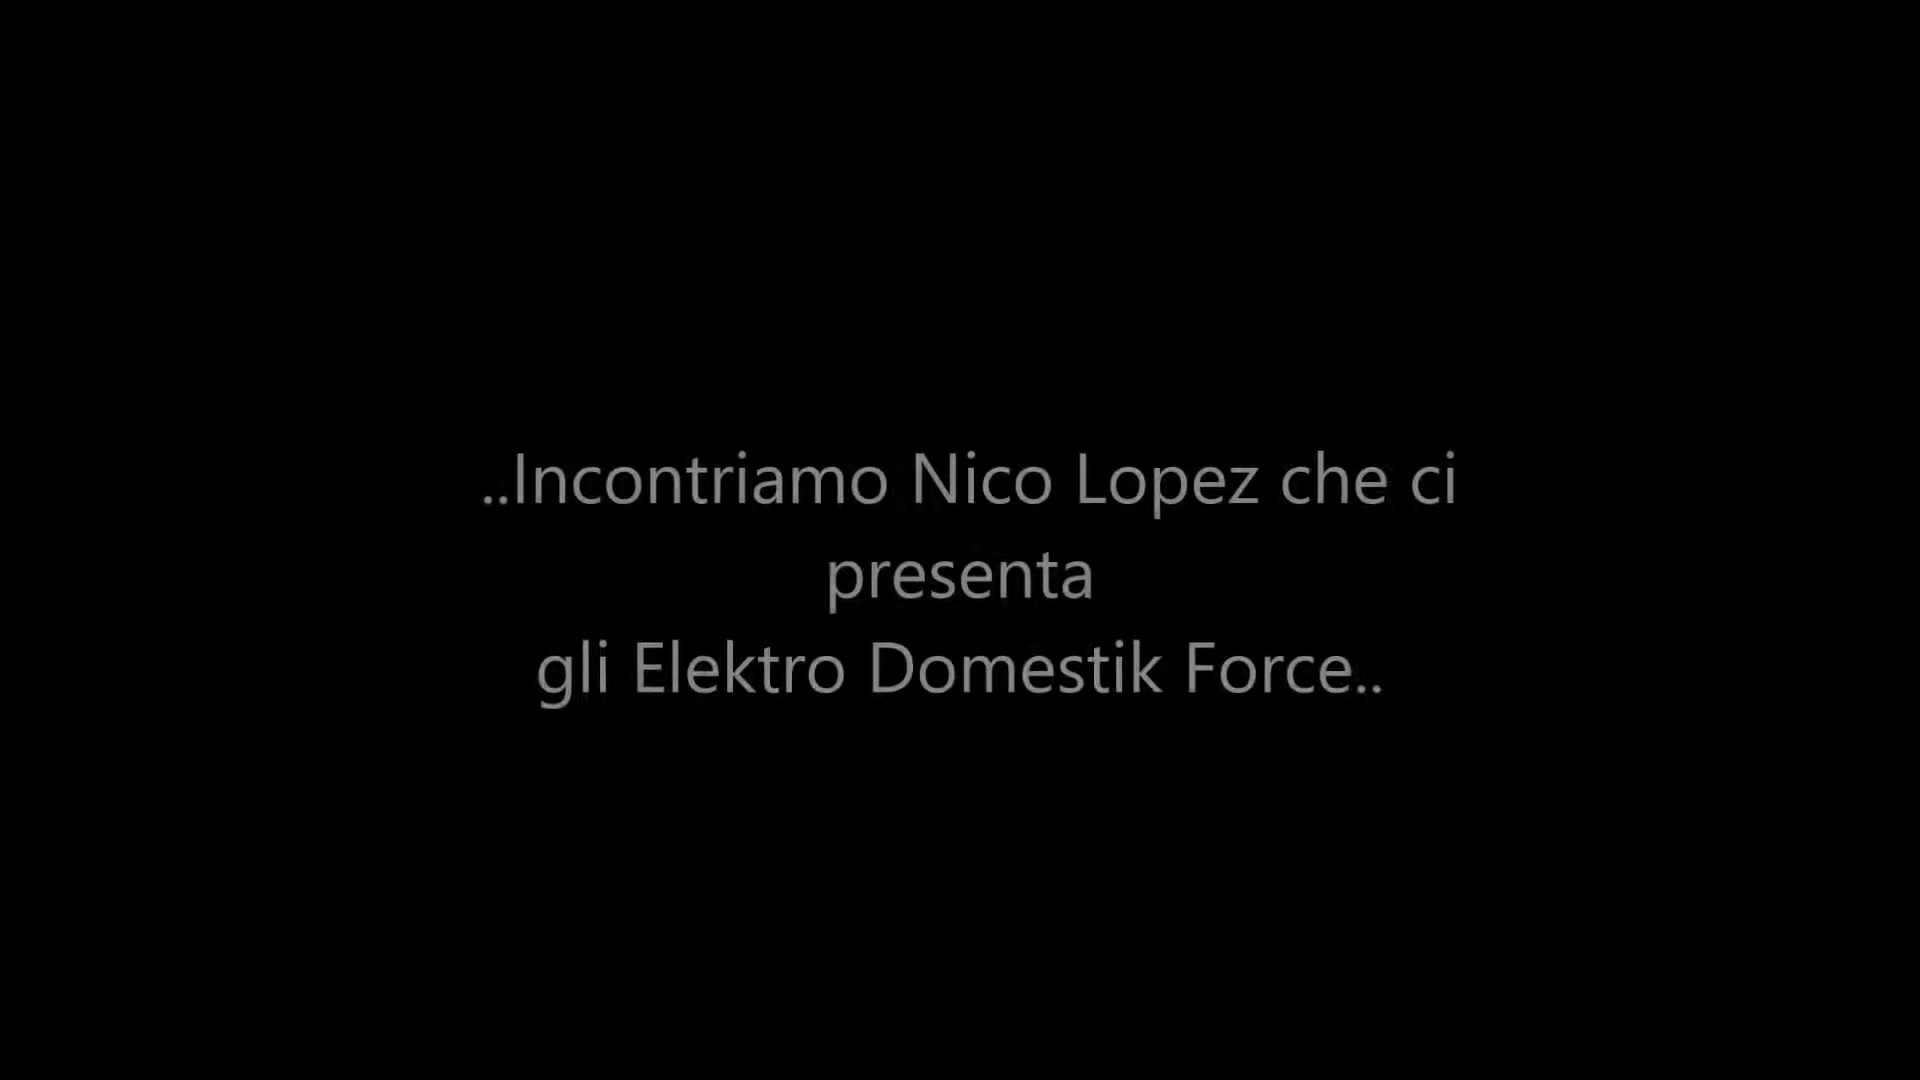 ..Incontriamo Nico Lopez che ci
presenta
gli Elektro Domestik Force..